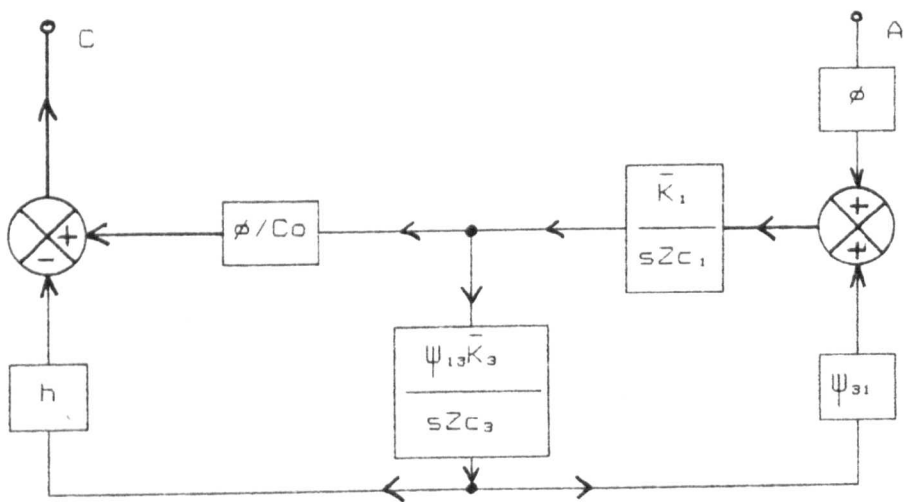 C
A
ø
+
+
K̄₁
sZc₁
ø/Co
+
-
ψ₁₃K̄₃
sZc₃
h
ψ₃₁